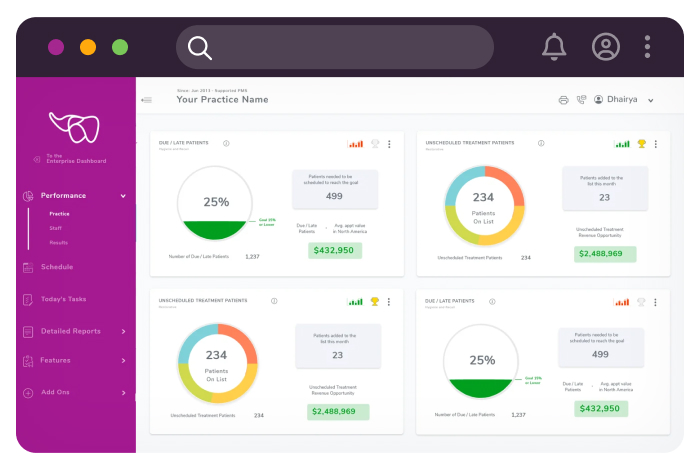 Since: Jan 2013 - Supported PMS
Your Practice Name
Dhairya
To the
Enterprise Dashboard
Performance
Practice
Staff
Results
Schedule
Today's Tasks
Detailed Reports
Features
Add Ons
DUE / LATE PATIENTS
Hygiene and Recall
25%
Goal 25%
or Lower
Number of Due / Late Patients 1,237
Patients needed to be
scheduled to reach the goal
499
Due / Late
Patients
Avg. appt value
in North America
$432,950
UNSCHEDULED TREATMENT PATIENTS
234
Patients
On List
Unscheduled Treatment Patients 234
Patients added to the
list this month
23
Unscheduled Treatment
Revenue Opportunity
$2,488,969
UNSCHEDULED TREATMENT PATIENTS
234
Patients
On List
Unscheduled Treatment Patients 234
Patients added to the
list this month
23
Unscheduled Treatment
Revenue Opportunity
$2,488,969
DUE / LATE PATIENTS
Hygiene and Recall
25%
Goal 25%
or Lower
Number of Due / Late Patients 1,237
Patients needed to be
scheduled to reach the goal
499
Due / Late
Patients
Avg. appt value
in North America
$432,950